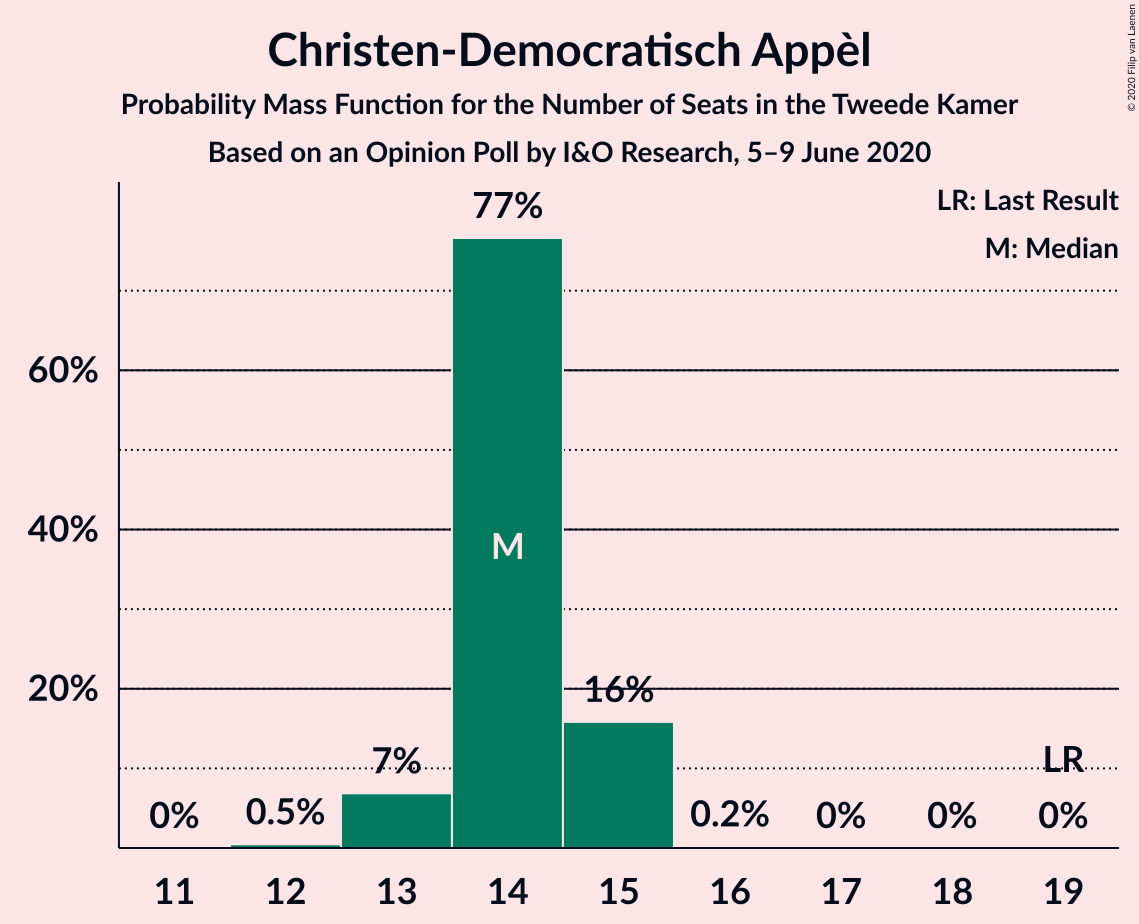 Christen-Democratisch Appèl
Probability Mass Function for the Number of Seats in the Tweede Kamer
Based on an Opinion Poll by I&O Research, 5–9 June 2020
© 2020 Filip van Laenen
LR: Last Result
M: Median
77%
60%
40%
M
20%
16%
7%
LR
0%
0.5%
0.2%
0%
0%
0%
11 12 13 14 15 16 17 18 19